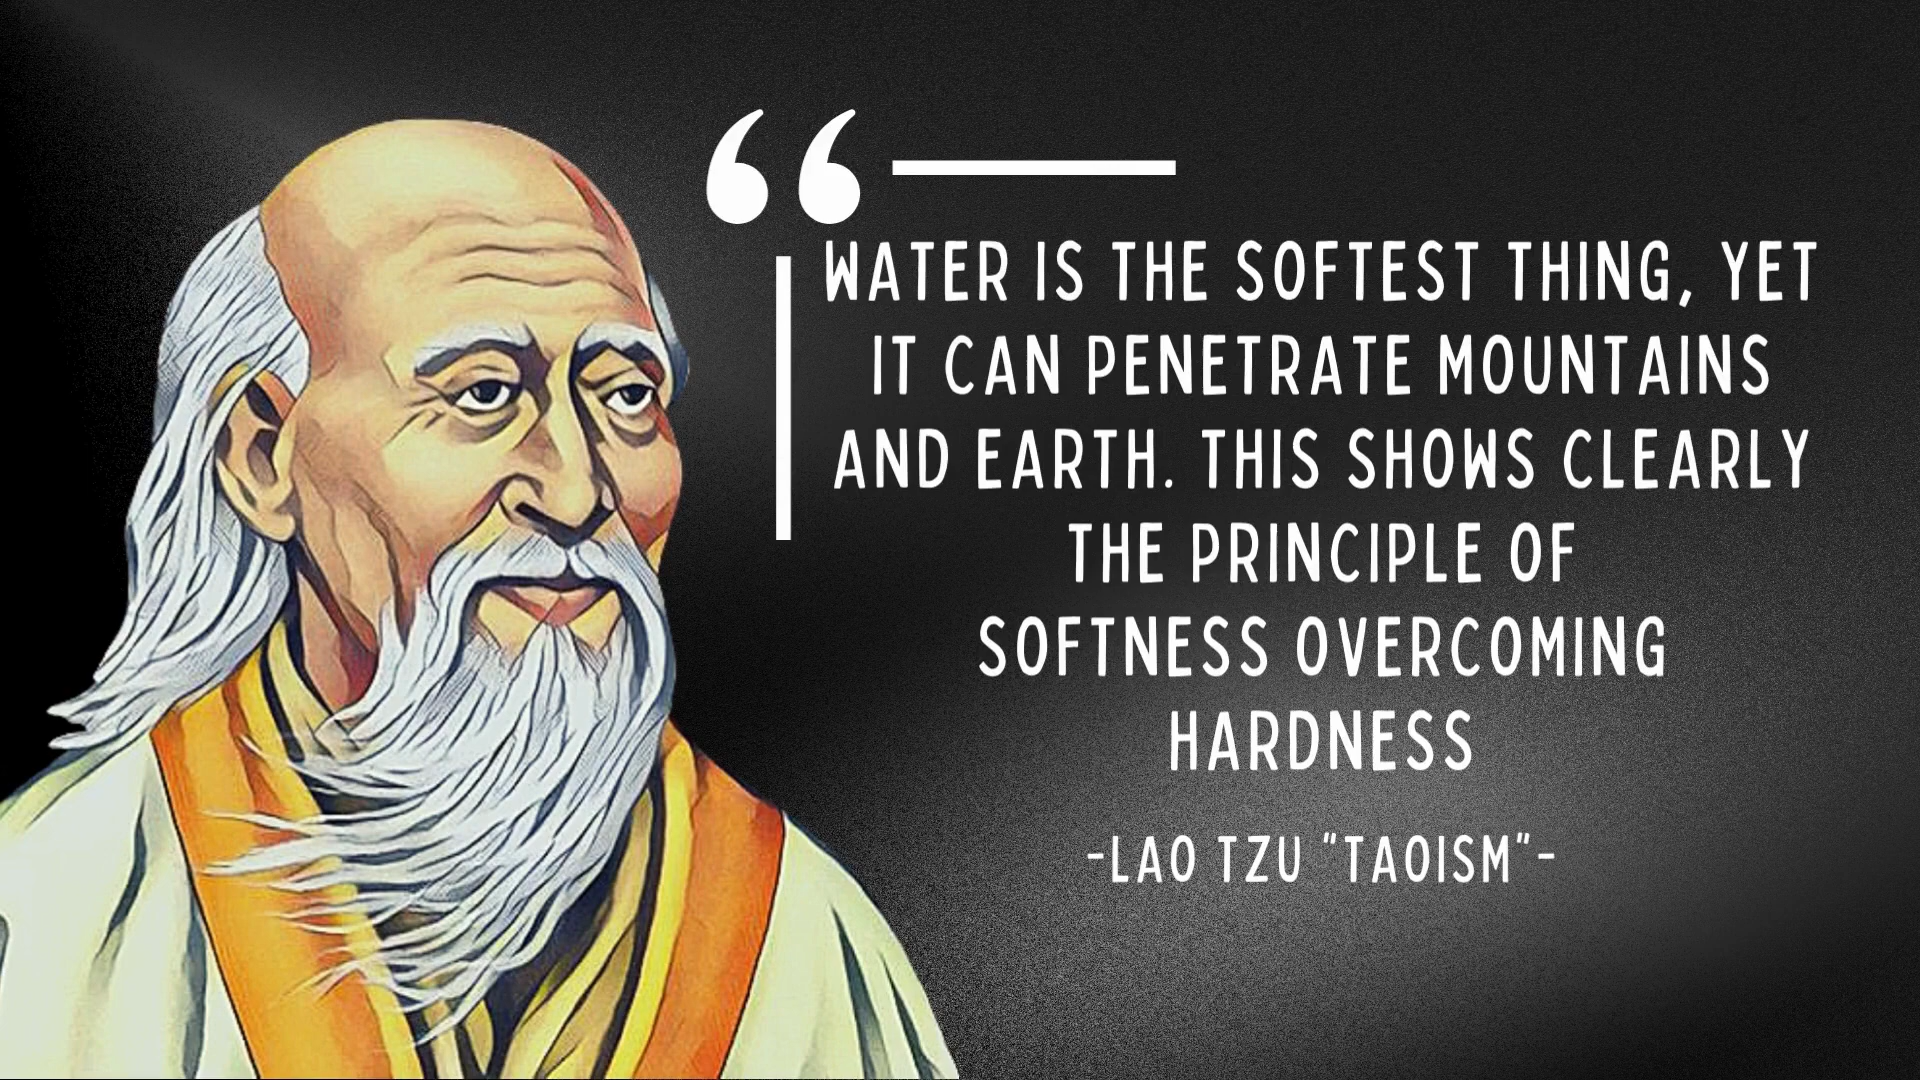 “
WATER IS THE SOFTEST THING, YET
IT CAN PENETRATE MOUNTAINS
AND EARTH. THIS SHOWS CLEARLY
THE PRINCIPLE OF
SOFTNESS OVERCOMING
HARDNESS
-LAO TZU "TAOISM"-